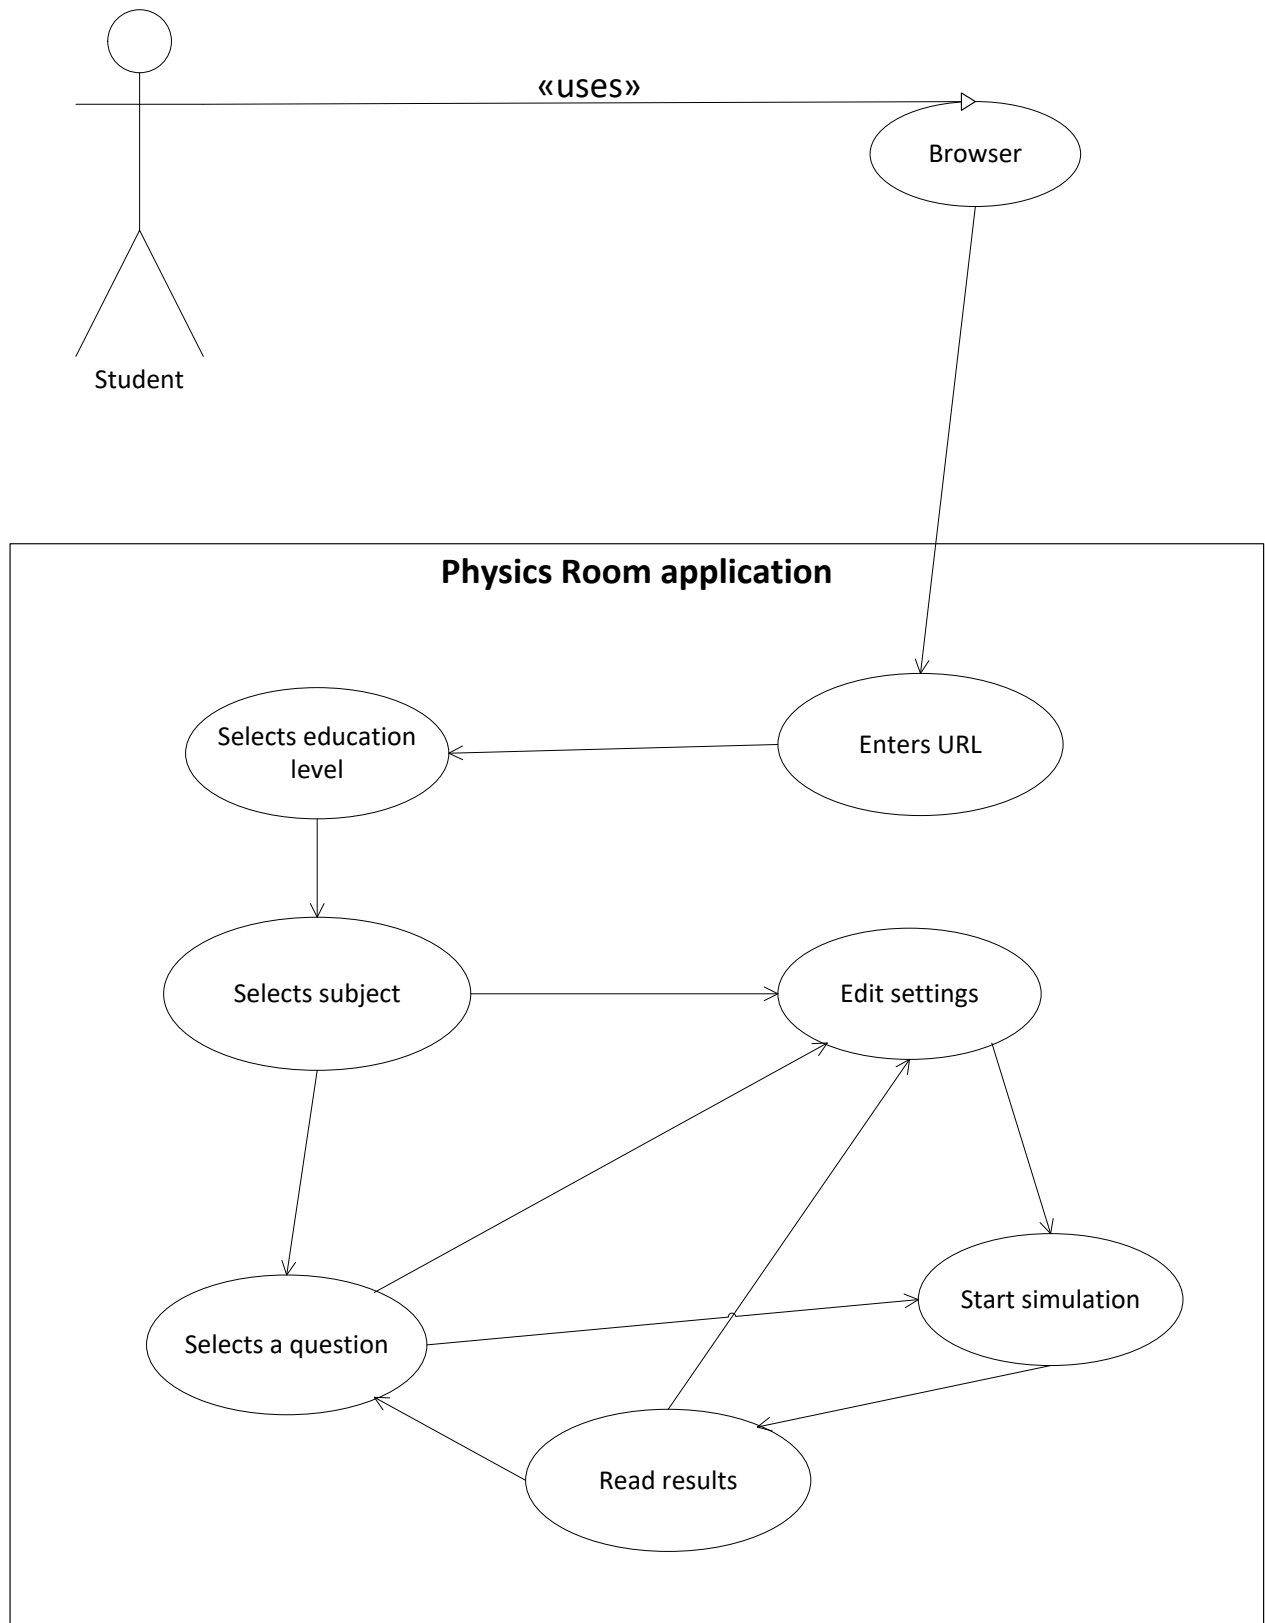 «uses»
Browser
Student
Physics Room application
Selects education
level
Enters URL
Selects subject
Edit settings
Start simulation
Selects a question
Read results